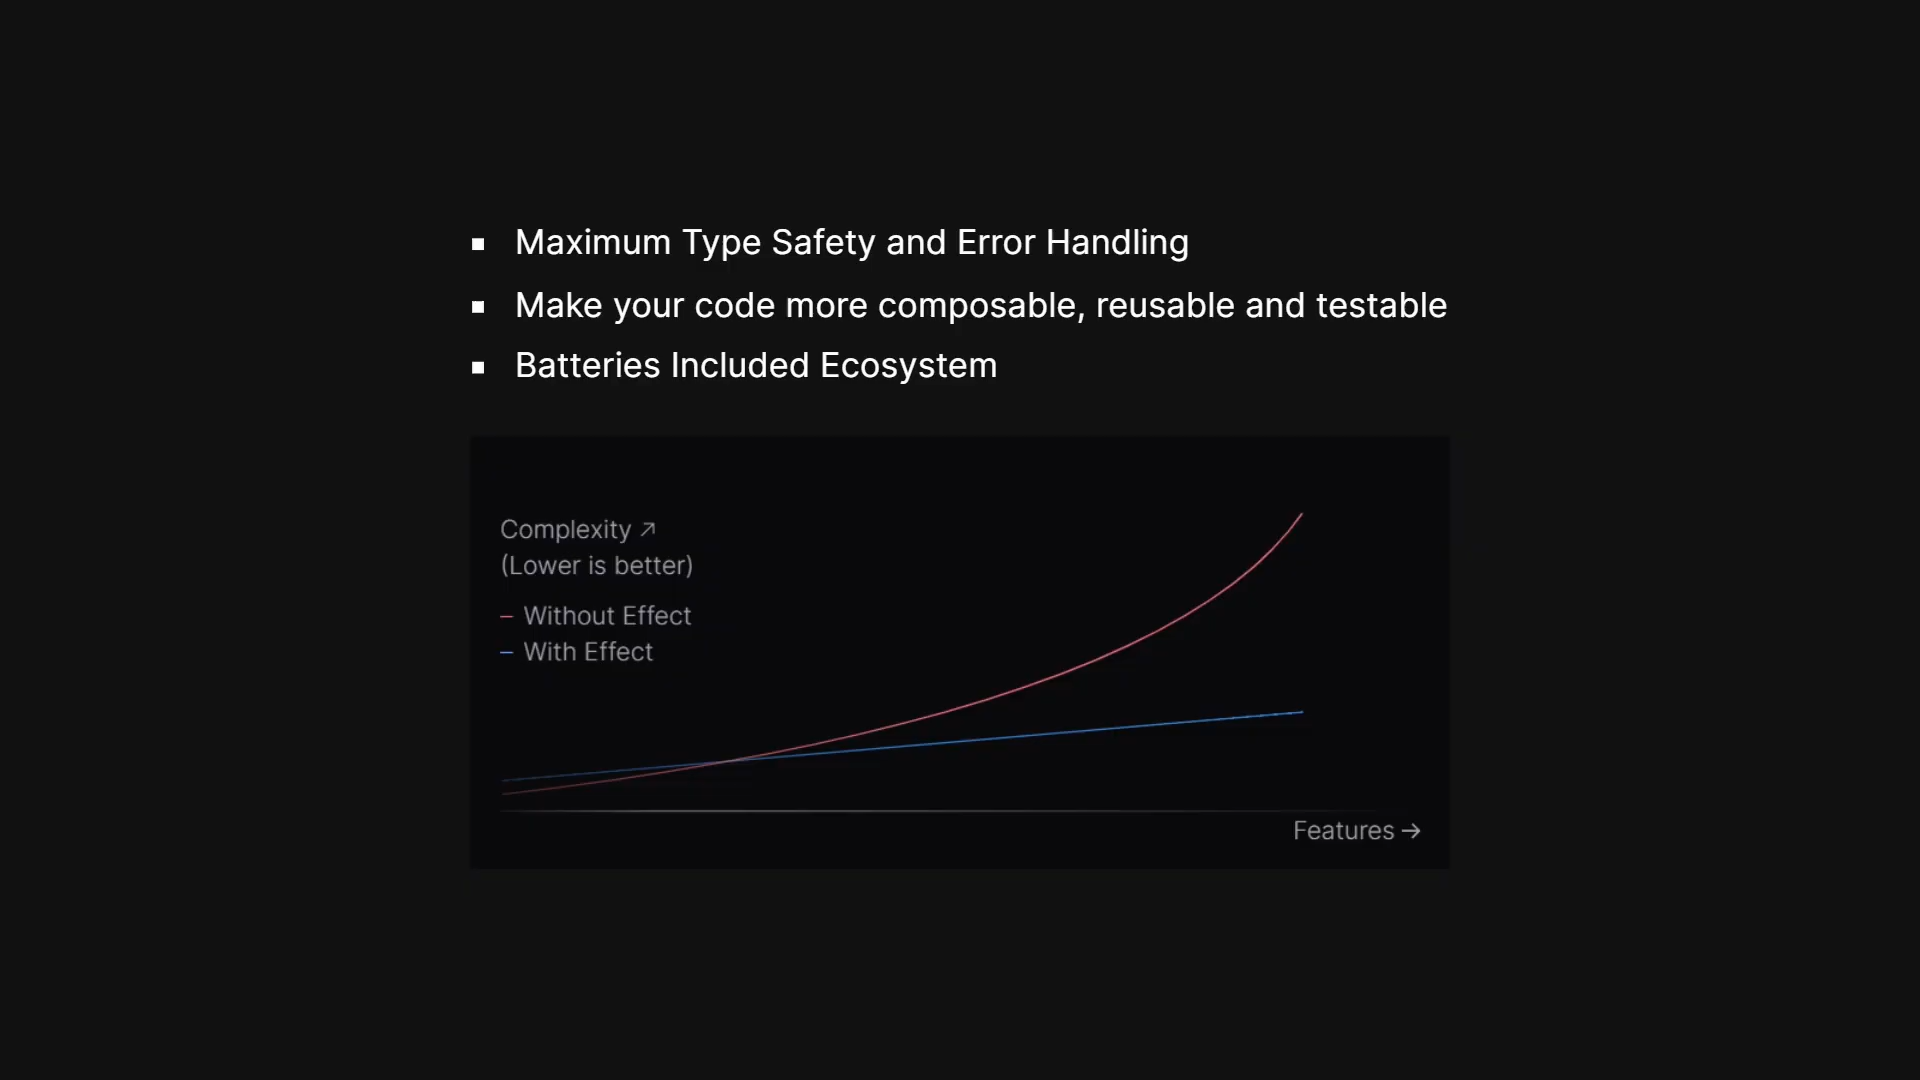 ▪ Maximum Type Safety and Error Handling
▪ Make your code more composable, reusable and testable
▪ Batteries Included Ecosystem
Complexity ↗
(Lower is better)
– Without Effect
– With Effect
Features →